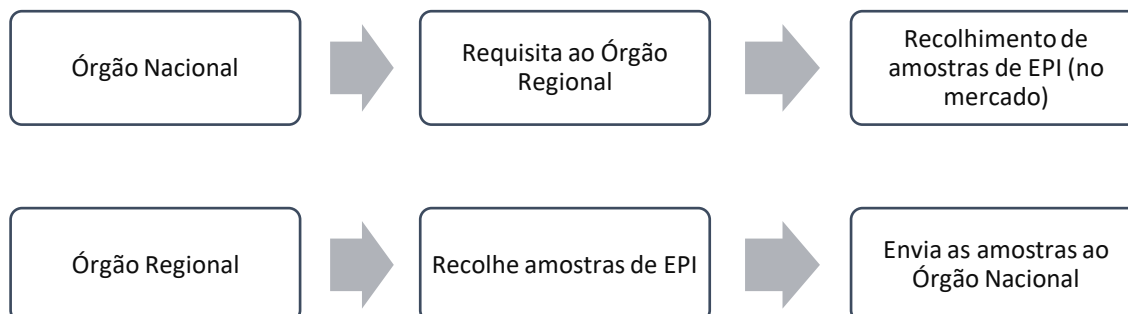 Órgão Nacional
Requisita ao Órgão
Regional
Recolhimento de
amostras de EPI (no
mercado)
Órgão Regional
Recolhe amostras de EPI
Envia as amostras ao
Órgão Nacional